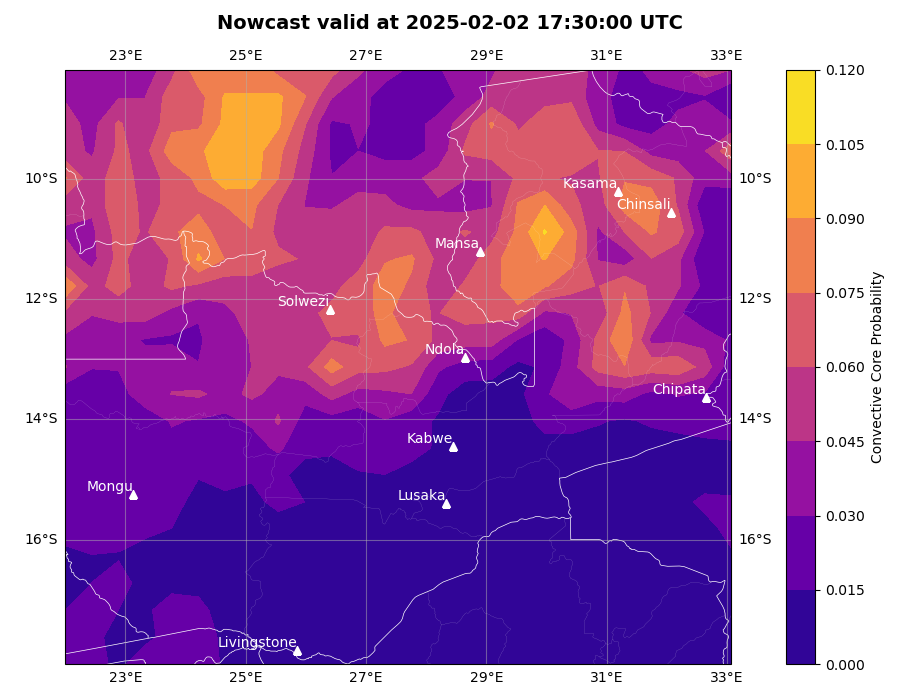 Nowcast valid at 2025-02-02 17:30:00 UTC
23°E 25°E 27°E 29°E 31°E 33°E
0.120
0.105
10°S Kasama 10°S
Chinsali
0.090
Mansa
0.075
12°S Solwezi 12°S
Ndola
0.060
Chipata
14°S 14°S
Kabwe
0.045
Mongu Lusaka
0.030
16°S 16°S
0.015
Livingstone
0.000
23°E 25°E 27°E 29°E 31°E 33°E
Convective Core Probability